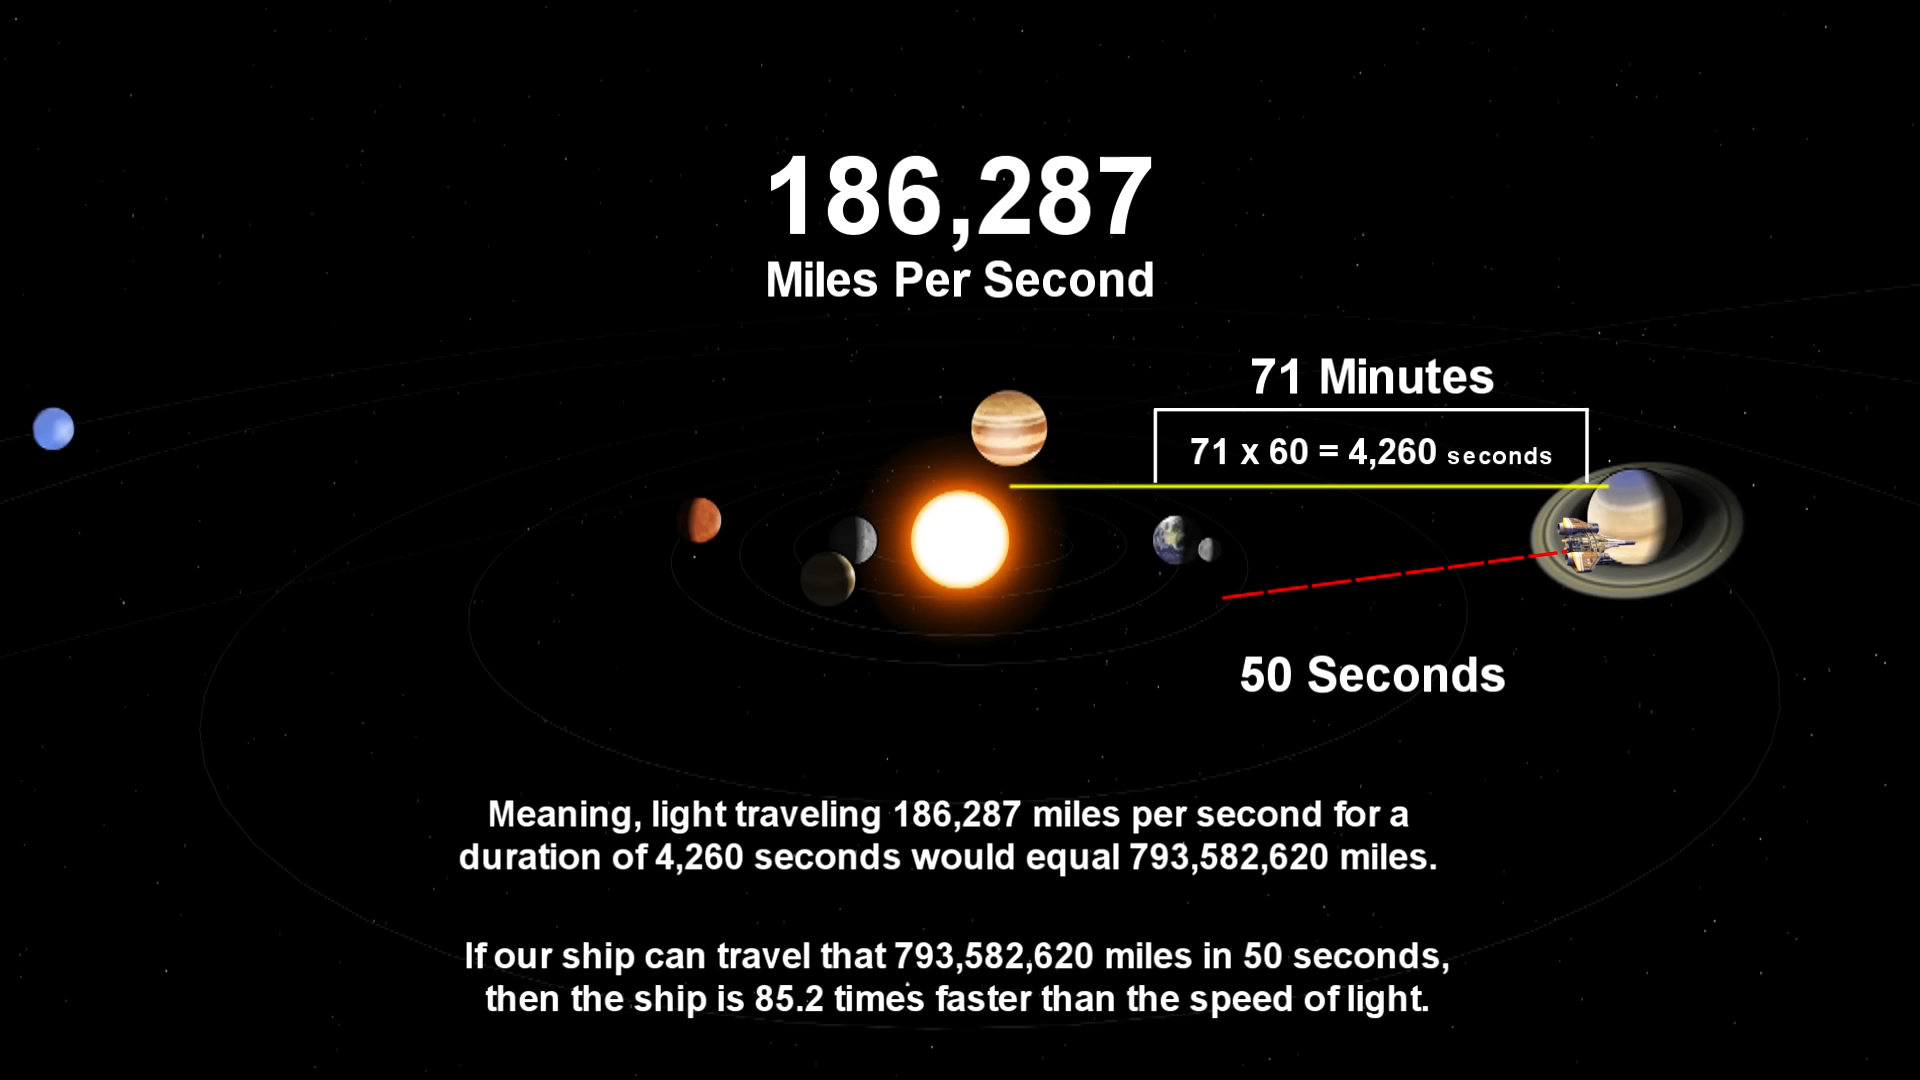 186,287
Miles Per Second
71 Minutes
71 x 60 = 4,260 seconds
50 Seconds
Meaning, light traveling 186,287 miles per second for a
duration of 4,260 seconds would equal 793,582,620 miles.
If our ship can travel that 793,582,620 miles in 50 seconds,
then the ship is 85.2 times faster than the speed of light.